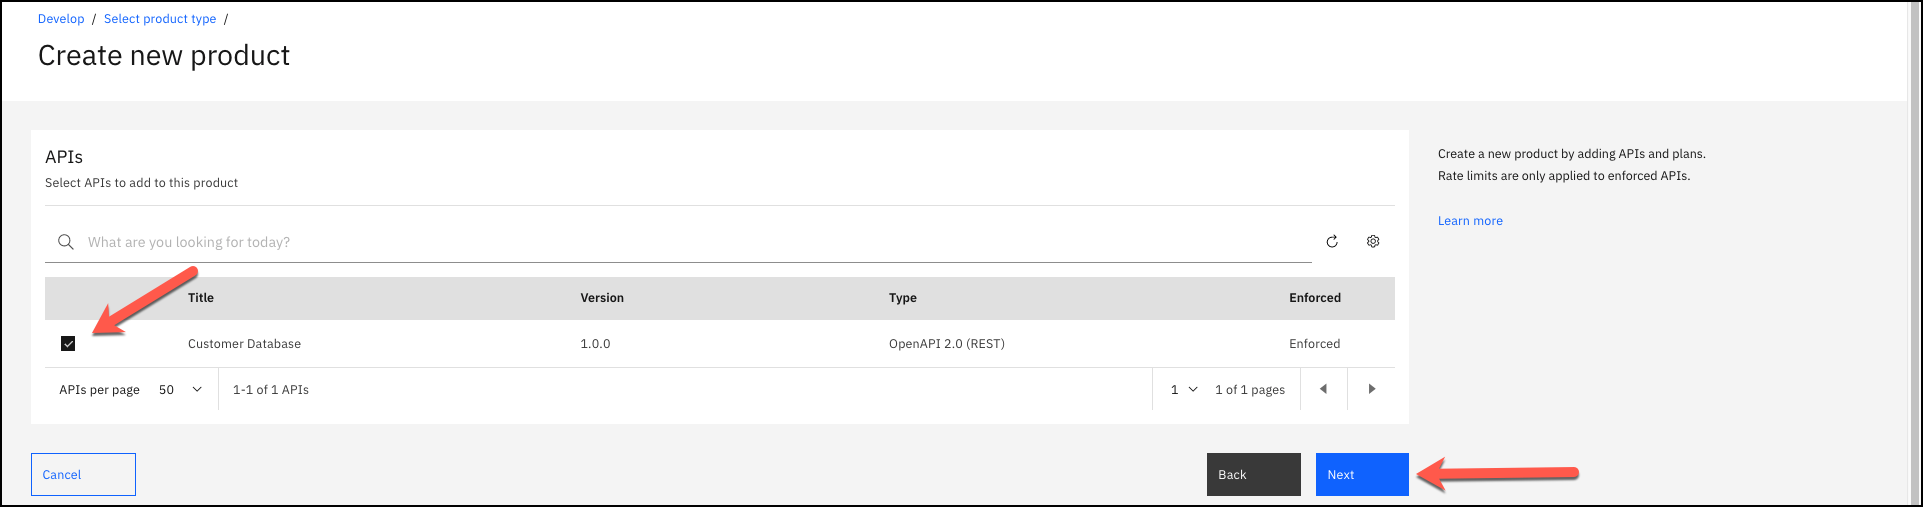 Develop / Select product type /
Create new product
APIs
Select APIs to add to this product
What are you looking for today?
Title Version Type Enforced
Customer Database 1.0.0 OpenAPI 2.0 (REST) Enforced
APIs per page 50 1-1 of 1 APIs 1 1 of 1 pages
Cancel Back Next
Create a new product by adding APIs and plans.
Rate limits are only applied to enforced APIs.
Learn more